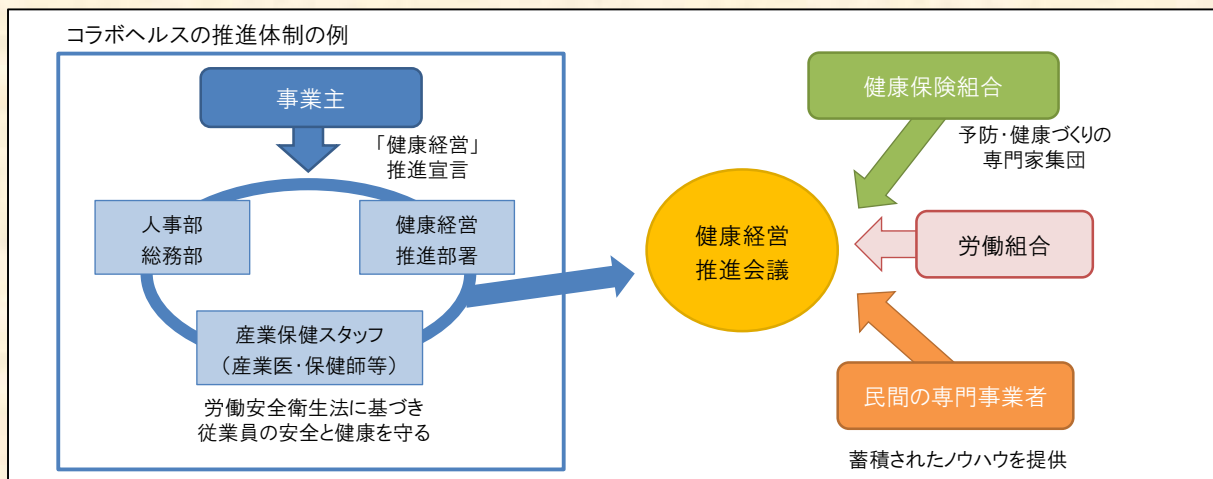 コラボヘルスの推進体制の例
事業主
「健康経営」
推進宣言
人事部
総務部
健康経営
推進部署
産業保健スタッフ
（産業医・保健師等）
労働安全衛生法に基づき
従業員の安全と健康を守る
健康経営
推進会議
健康保険組合
予防・健康づくりの
専門家集団
労働組合
民間の専門事業者
蓄積されたノウハウを提供